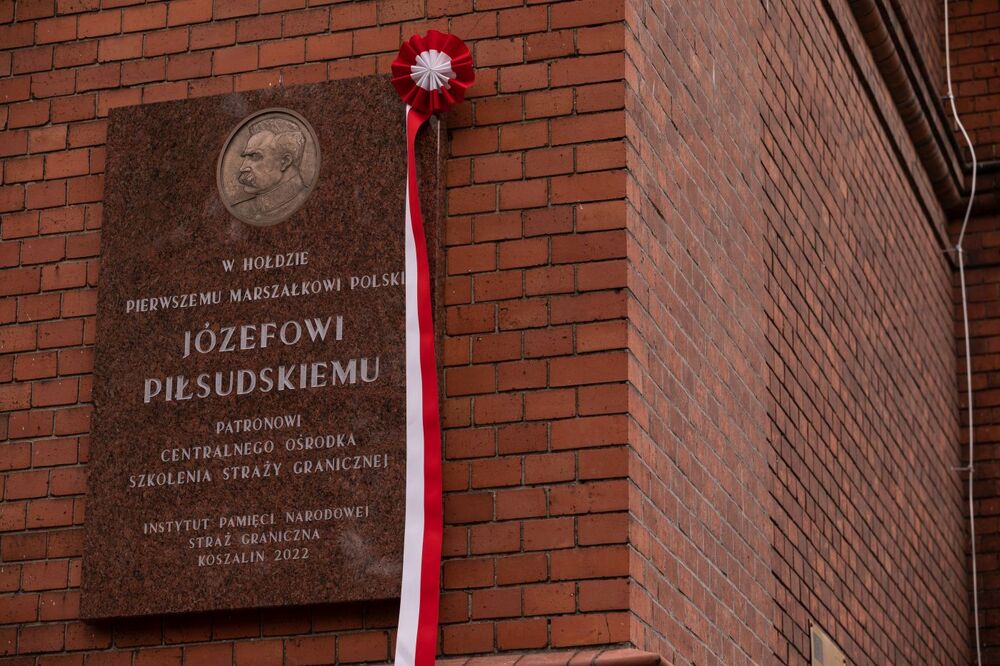 W HOŁDZIE
PIERWSZEMU MARSZAŁKOWI POLSKI
JÓZEFOWI
PIŁSUDSKIEMU
PATRONOWI
CENTRALNEGO OŚRODKA
SZKOLENIA STRAŻY GRANICZNEJ
INSTYTUT PAMIĘCI NARODOWEJ
STRAŻ GRANICZNA
KOSZALIN 2022